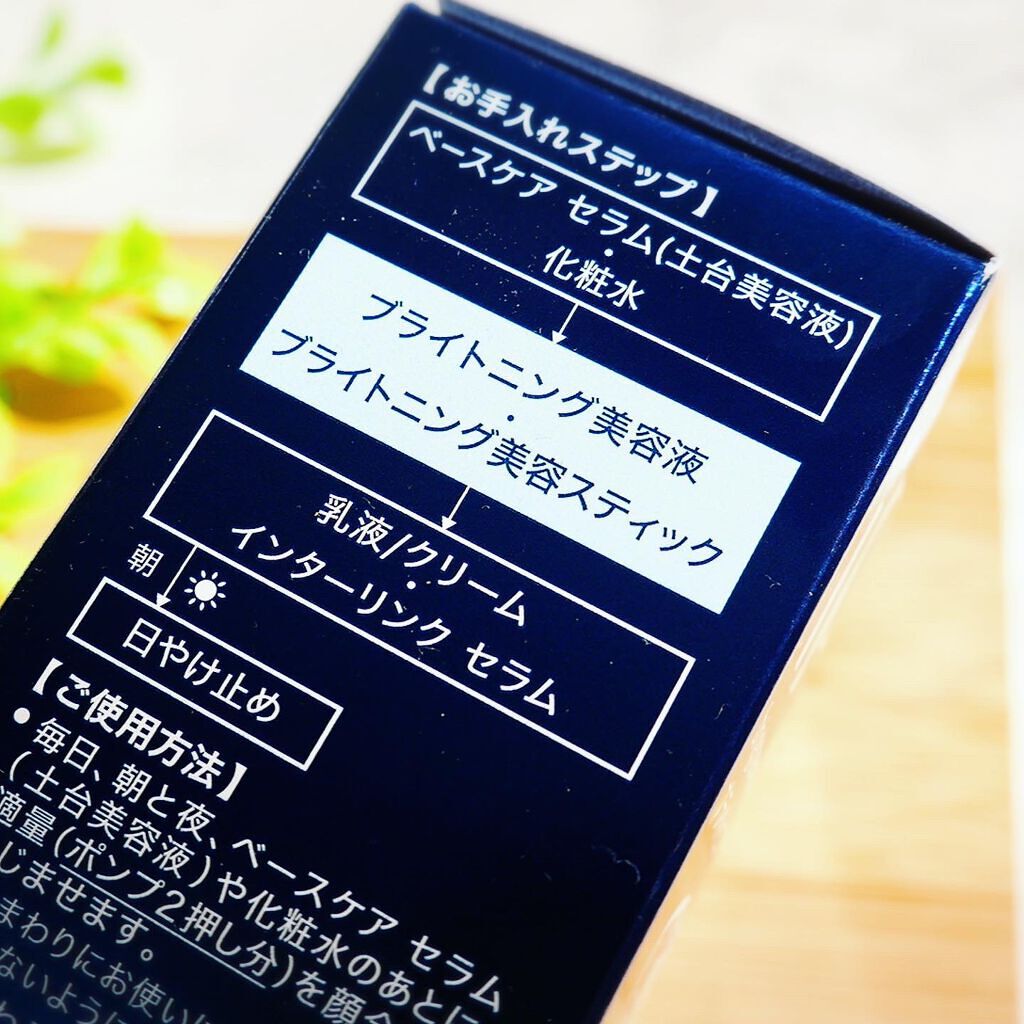 【お手入れステップ】
ベースケア セラム(土台美容液)
・
化粧水
ブライトニング美容液
・
ブライトニング美容スティック
乳液/クリーム
・
インターリンク セラム
朝
日やけ止め
【ご使用方法】
●毎日、朝と夜、ベースケア セラム
(土台美容液)や化粧水のあとに
適量(ポンプ2押し分)を顔全
じませます。
まわりにお使い
ないように